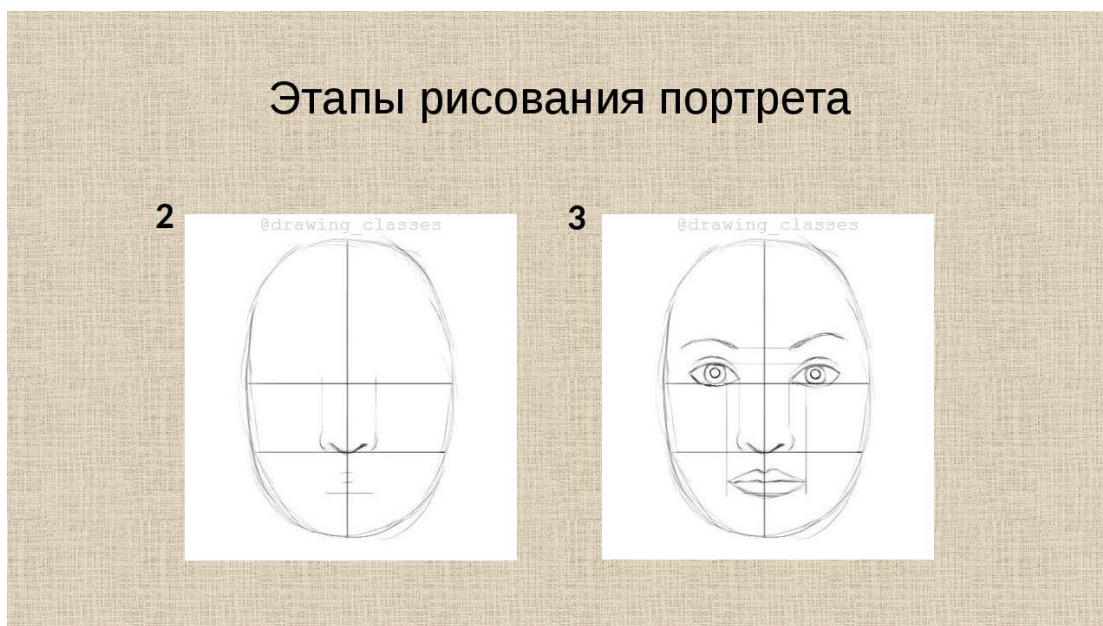 Этапы рисования портрета
2
@drawing_classes
3
@drawing_classes